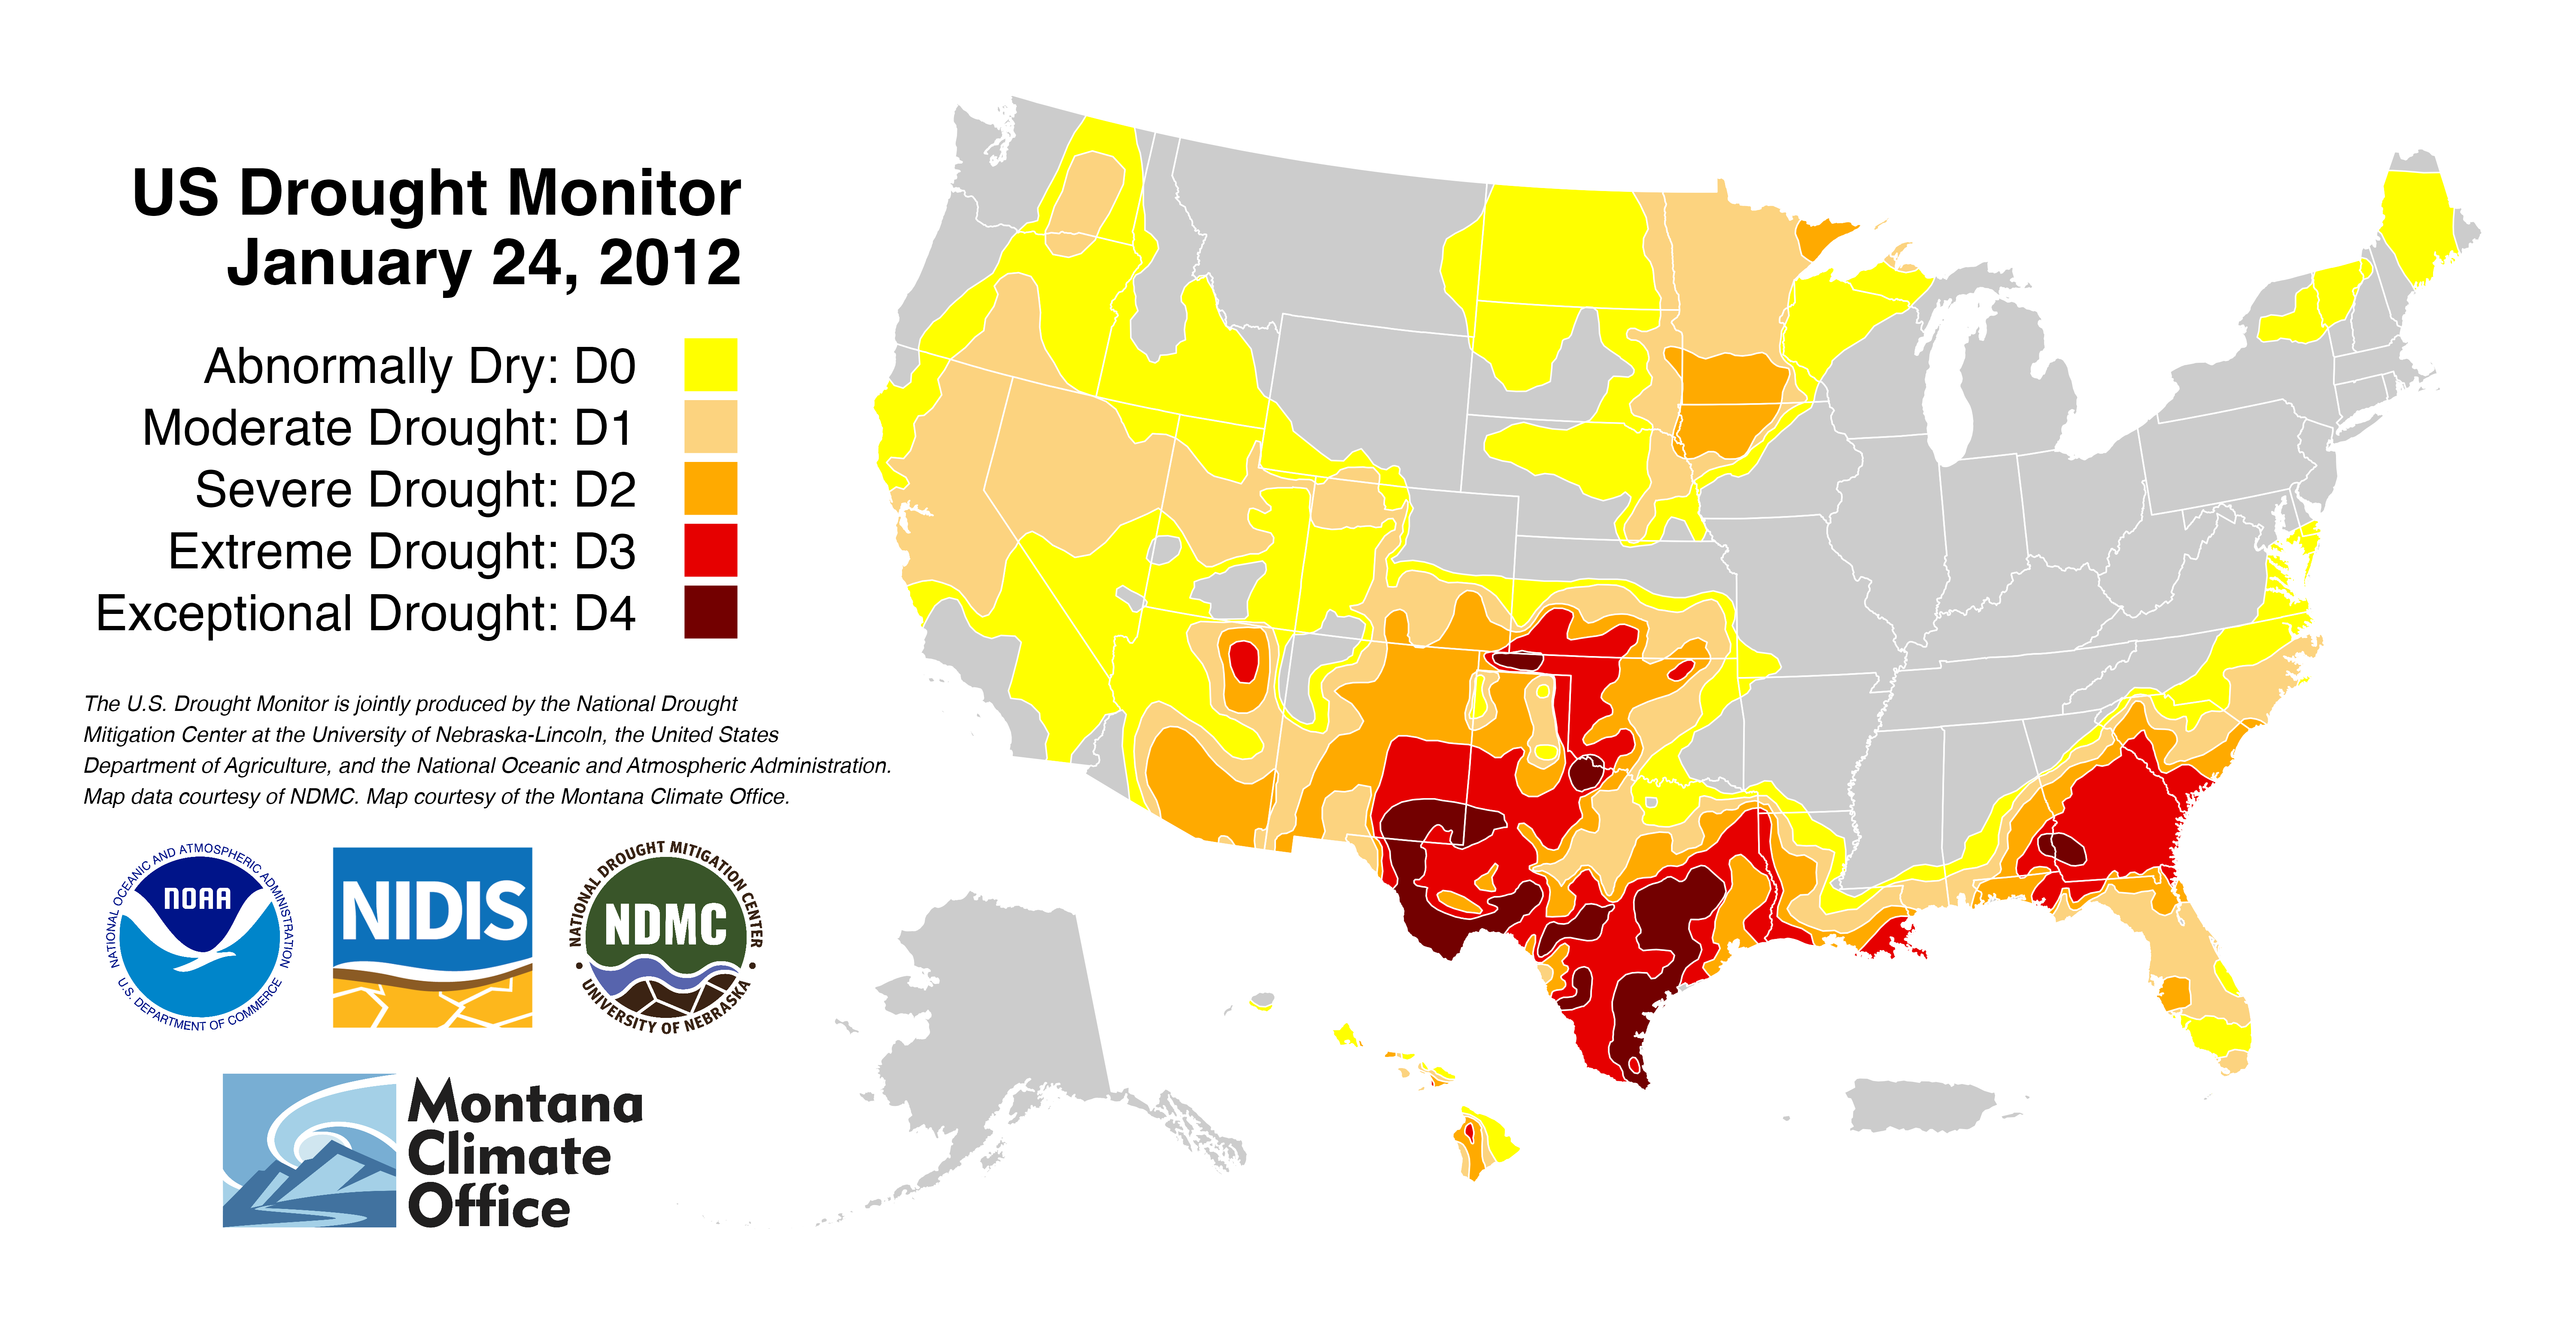 US Drought Monitor
January 24, 2012
Abnormally Dry: D0
Moderate Drought: D1
Severe Drought: D2
Extreme Drought: D3
Exceptional Drought: D4
The U.S. Drought Monitor is jointly produced by the National Drought
Mitigation Center at the University of Nebraska-Lincoln, the United States
Department of Agriculture, and the National Oceanic and Atmospheric Administration.
Map data courtesy of NDMC. Map courtesy of the Montana Climate Office.
NATIONAL OCEANIC AND ATMOSPHERIC ADMINISTRATION
NOAA
U.S. DEPARTMENT OF COMMERCE
NIDIS
NATIONAL DROUGHT MITIGATION CENTER
NDMC
UNIVERSITY OF NEBRASKA
Montana
Climate
Office